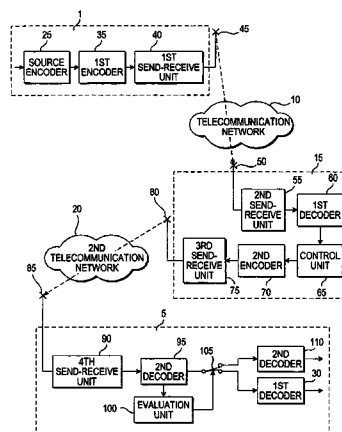 1
25
35
40
45
SOURCE
ENCODER
1ST
ENCODER
1ST SEND-RECEIVE
UNIT
10
TELECOMMUNICATION
NETWORK
50
15
55
60
2ND
SEND-
RECEIVE
UNIT
1ST
DECODER
80
20
2ND
TELECOMMUNICATION
NETWORK
3RD
SEND-
RECEIVE
UNIT
2ND
ENCODER
CONTROL
UNIT
75
70
65
85
5
90
95
105
110
4TH
SEND-RECEIVE
UNIT
2ND
DECODER
2ND
DECODER
30
1ST
DECODER
EVALUATION
UNIT
100